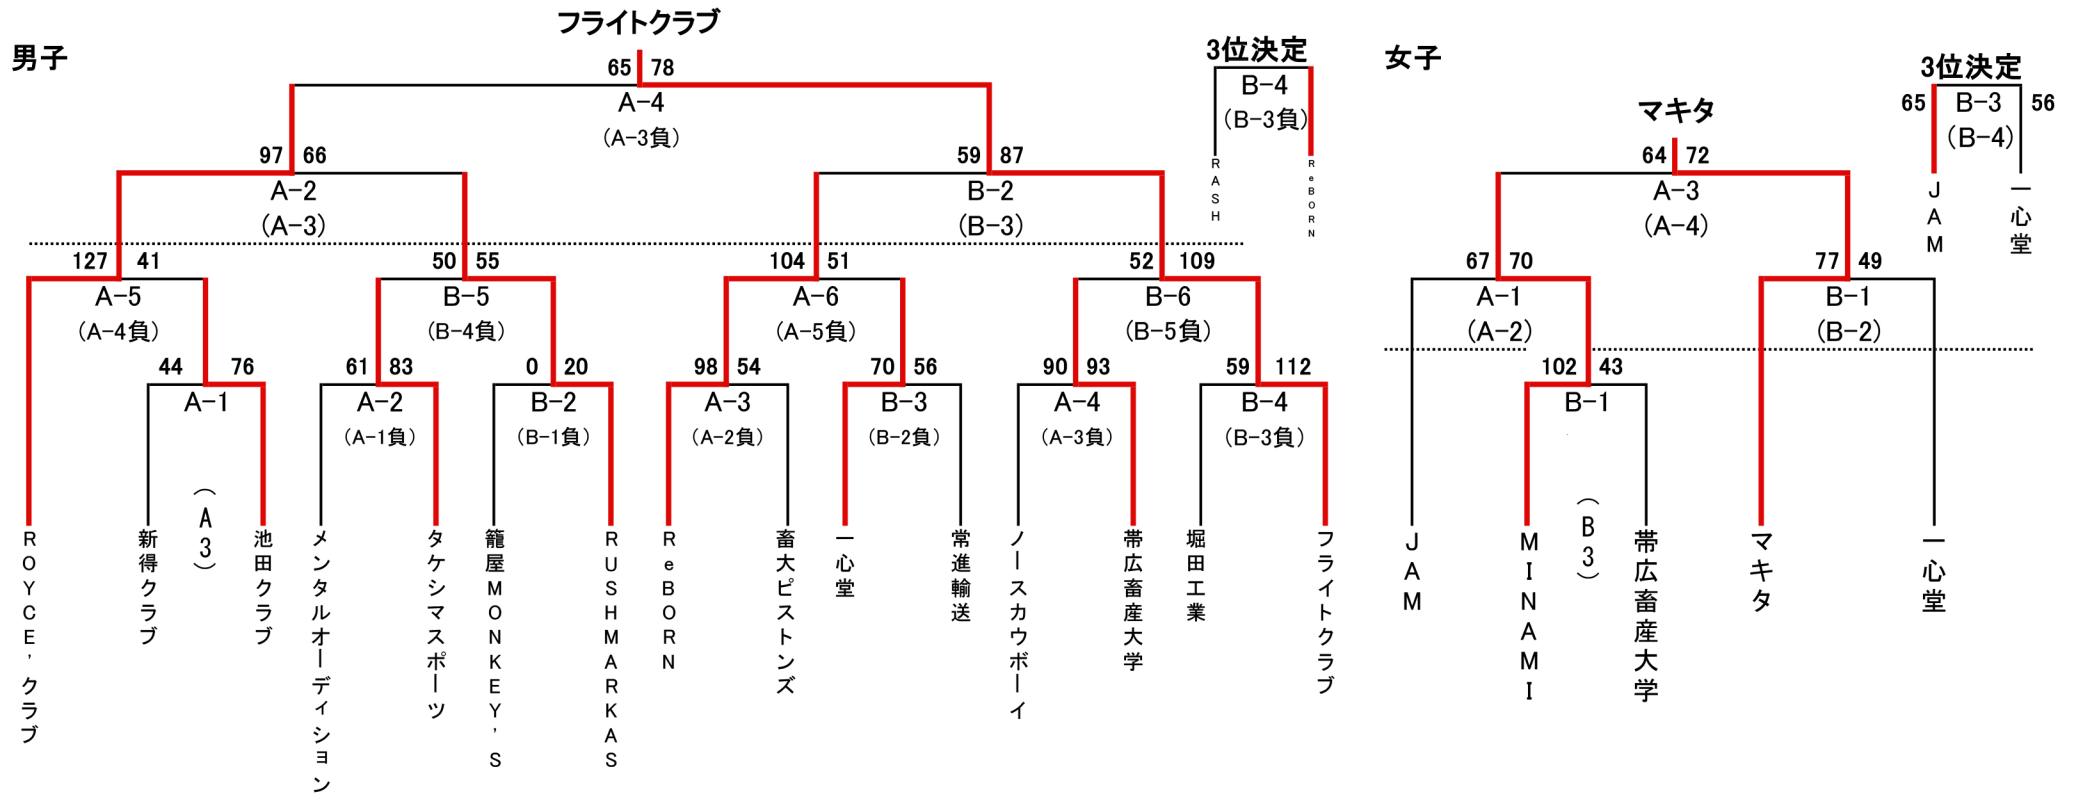 フライトクラブ
男子
65 78
A-4
(A-3負)
97 66
A-2
(A-3)
59 87
B-2
(B-3)
127 41
A-5
(A-4負)
50 55
B-5
(B-4負)
104 51
A-6
(A-5負)
52 109
B-6
(B-5負)
44 76
A-1
(A3)
61 83
A-2
(A-1負)
0 20
B-2
(B-1負)
98 54
A-3
(A-2負)
70 56
B-3
(B-2負)
90 93
A-4
(A-3負)
59 112
B-4
(B-3負)
ROYCE'クラブ
新得クラブ
池田クラブ
メンタルオーディション
タケシマスポーツ
籠屋MONKEY'S
RUSHMARKAS
ReBORN
畜大ピストンズ
一心堂
常進輸送
ノースカウボーイ
帯広畜産大学
堀田工業
フライトクラブ
3位決定
B-4
(B-3負)
RASH
ReBORN
女子
マキタ
64 72
A-3
(A-4)
67 70
A-1
(A-2)
77 49
B-1
(B-2)
102 43
B-1
(B3)
JAM
MINAMI
帯広畜産大学
マキタ
一心堂
3位決定
65 56
B-3
(B-4)
JAM
一心堂